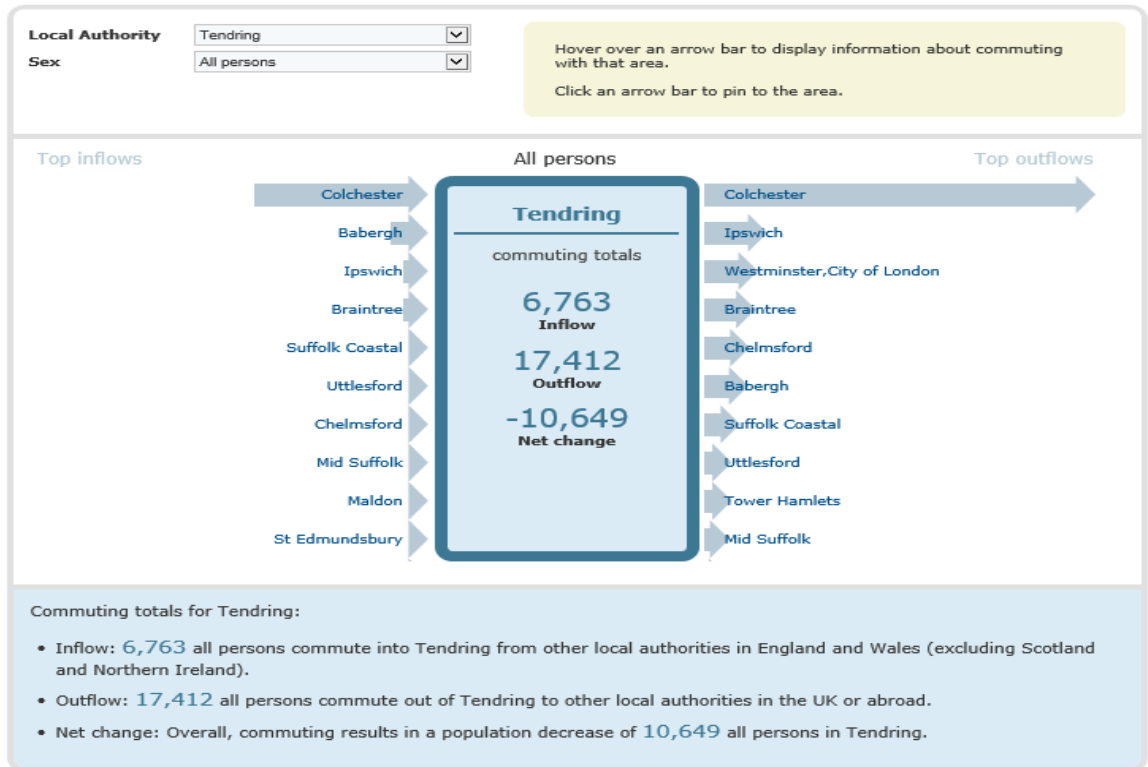 Local Authority Tendring
Sex All persons
Hover over an arrow bar to display information about commuting
with that area.
Click an arrow bar to pin to the area.
Top inflows
All persons
Top outflows
Colchester
Babergh
Ipswich
Braintree
Suffolk Coastal
Uttlesford
Chelmsford
Mid Suffolk
Maldon
St Edmundsbury
Tendring
commuting totals
6,763
Inflow
17,412
Outflow
-10,649
Net change
Colchester
Ipswich
Westminster,City of London
Braintree
Chelmsford
Babergh
Suffolk Coastal
Uttlesford
Tower Hamlets
Mid Suffolk
Commuting totals for Tendring:
• Inflow: 6,763 all persons commute into Tendring from other local authorities in England and Wales (excluding Scotland
and Northern Ireland).
• Outflow: 17,412 all persons commute out of Tendring to other local authorities in the UK or abroad.
• Net change: Overall, commuting results in a population decrease of 10,649 all persons in Tendring.